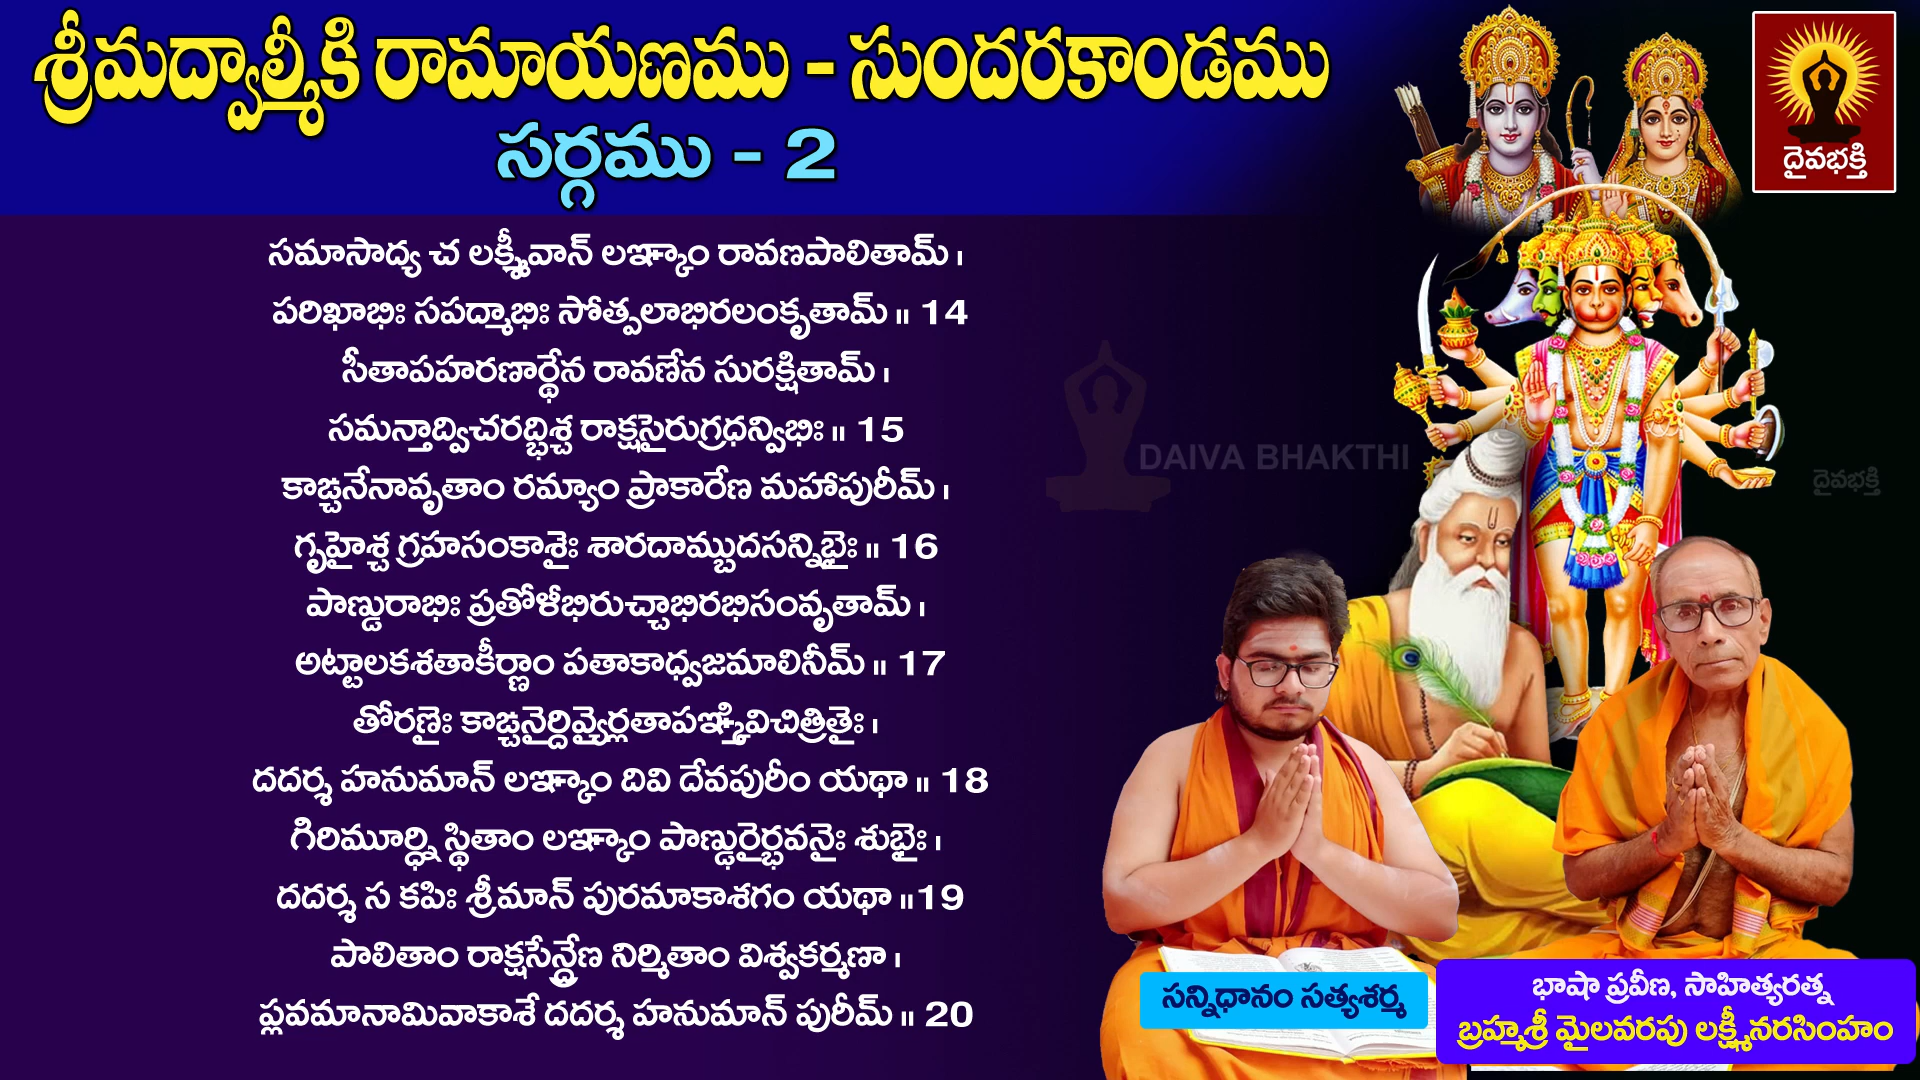 శ్రీమద్వాల్మీకి రామాయణము - సుందరకాండము
సర్గము - 2
దైవభక్తి
సమాసాద్య చ లక్ష్మీవాన్ లఙ్కాం రావణపాలితామ్ ।
పరిఖాభిః సపద్మాభిః సోత్పలాభిరలంకృతామ్ ॥ 14
సీతాపహరణార్థేన రావణేన సురక్షితామ్ ।
సమన్తాద్విచరద్భిశ్చ రాక్షసైరుగ్రధన్విభిః ॥ 15
కాఞ్చనేనావృతాం రమ్యాం ప్రాకారేణ మహాపురీమ్ ।
గృహైశ్చ గ్రహసంకాశైః శారదామ్బుదసన్నిభైః ॥ 16
పాణ్డురాభిః ప్రతోళీభిరుచ్చాభిరభిసంవృతామ్ ।
అట్టాలకశతాకీర్ణాం పతాకాధ్వజమాలినీమ్ ॥ 17
తోరణైః కాఞ్చనైర్దివ్యైర్లతాపఙ్క్తివిచిత్రితైః ।
దదర్శ హనుమాన్ లఙ్కాం దివి దేవపురీం యథా ॥ 18
గిరిమూర్ధ్ని స్థితాం లఙ్కాం పాణ్డురైర్భవనైః శుభైః ।
దదర్శ స కపిః శ్రీమాన్ పురమాకాశగం యథా ॥19
పాలితాం రాక్షసేన్ద్రేణ నిర్మితాం విశ్వకర్మణా ।
ప్లవమానామివాకాశే దదర్శ హనుమాన్ పురీమ్ ॥ 20
DAIVA BHAKTHI
దైవభక్తి
సన్నిధానం సత్యశర్మ
భాషా ప్రవీణ, సాహిత్యరత్న
బ్రహ్మశ్రీ మైలవరపు లక్ష్మీనరసింహం